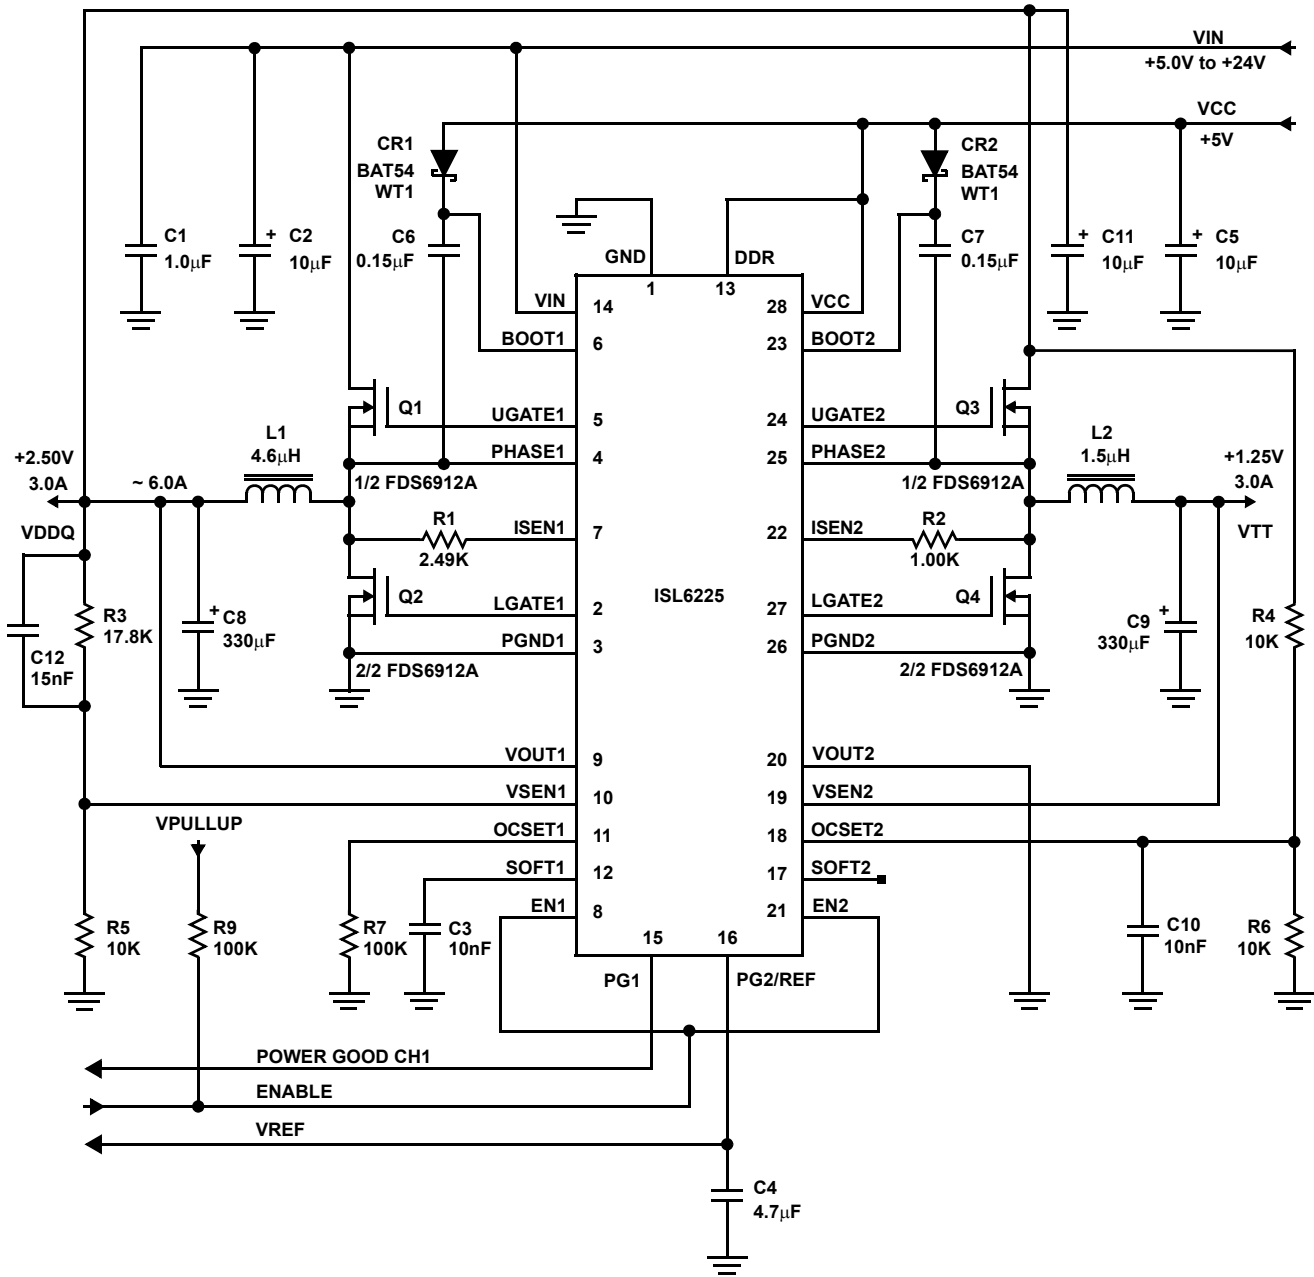 VIN
+5.0V to +24V
VCC
+5V
CR1
BAT54
WT1
CR2
BAT54
WT1
C1
1.0µF
+
C2
10µF
C6
0.15µF
C7
0.15µF
+
C11
10µF
+
C5
10µF
GND
DDR
1
13
VIN
14
28
VCC
BOOT1
6
23
BOOT2
Q1
UGATE1
5
24
UGATE2
Q3
L1
4.6µH
PHASE1
4
25
PHASE2
L2
1.5µH
+2.50V
3.0A
~ 6.0A
1/2 FDS6912A
1/2 FDS6912A
+1.25V
3.0A
VDDQ
R1
2.49K
ISEN1
7
22
ISEN2
R2
1.00K
VTT
ISL6225
Q2
LGATE1
2
27
LGATE2
Q4
R3
17.8K
+
C8
330µF
PGND1
3
26
PGND2
C9
330µF
+
R4
10K
C12
15nF
2/2 FDS6912A
2/2 FDS6912A
VOUT1
9
20
VOUT2
VSEN1
10
19
VSEN2
VPULLUP
OCSET1
11
18
OCSET2
SOFT1
12
17
SOFT2
EN1
8
21
EN2
R5
10K
R9
100K
R7
100K
C3
10nF
15
16
C10
10nF
R6
10K
PG1
PG2/REF
POWER GOOD CH1
ENABLE
VREF
C4
4.7µF